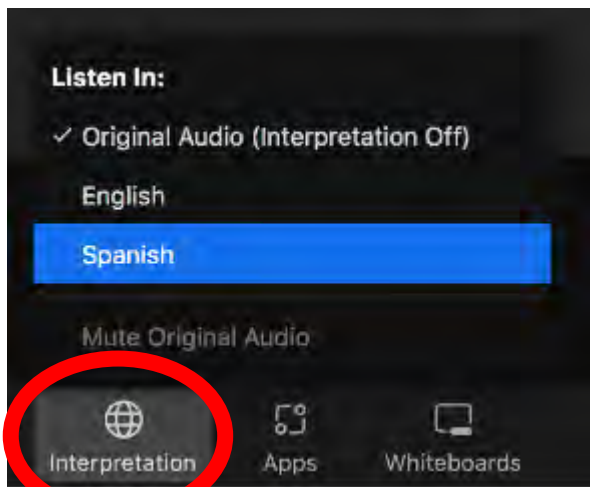 Listen In:
✓ Original Audio (Interpretation Off)
English
Spanish
Mute Original Audio
Interpretation Apps Whiteboards